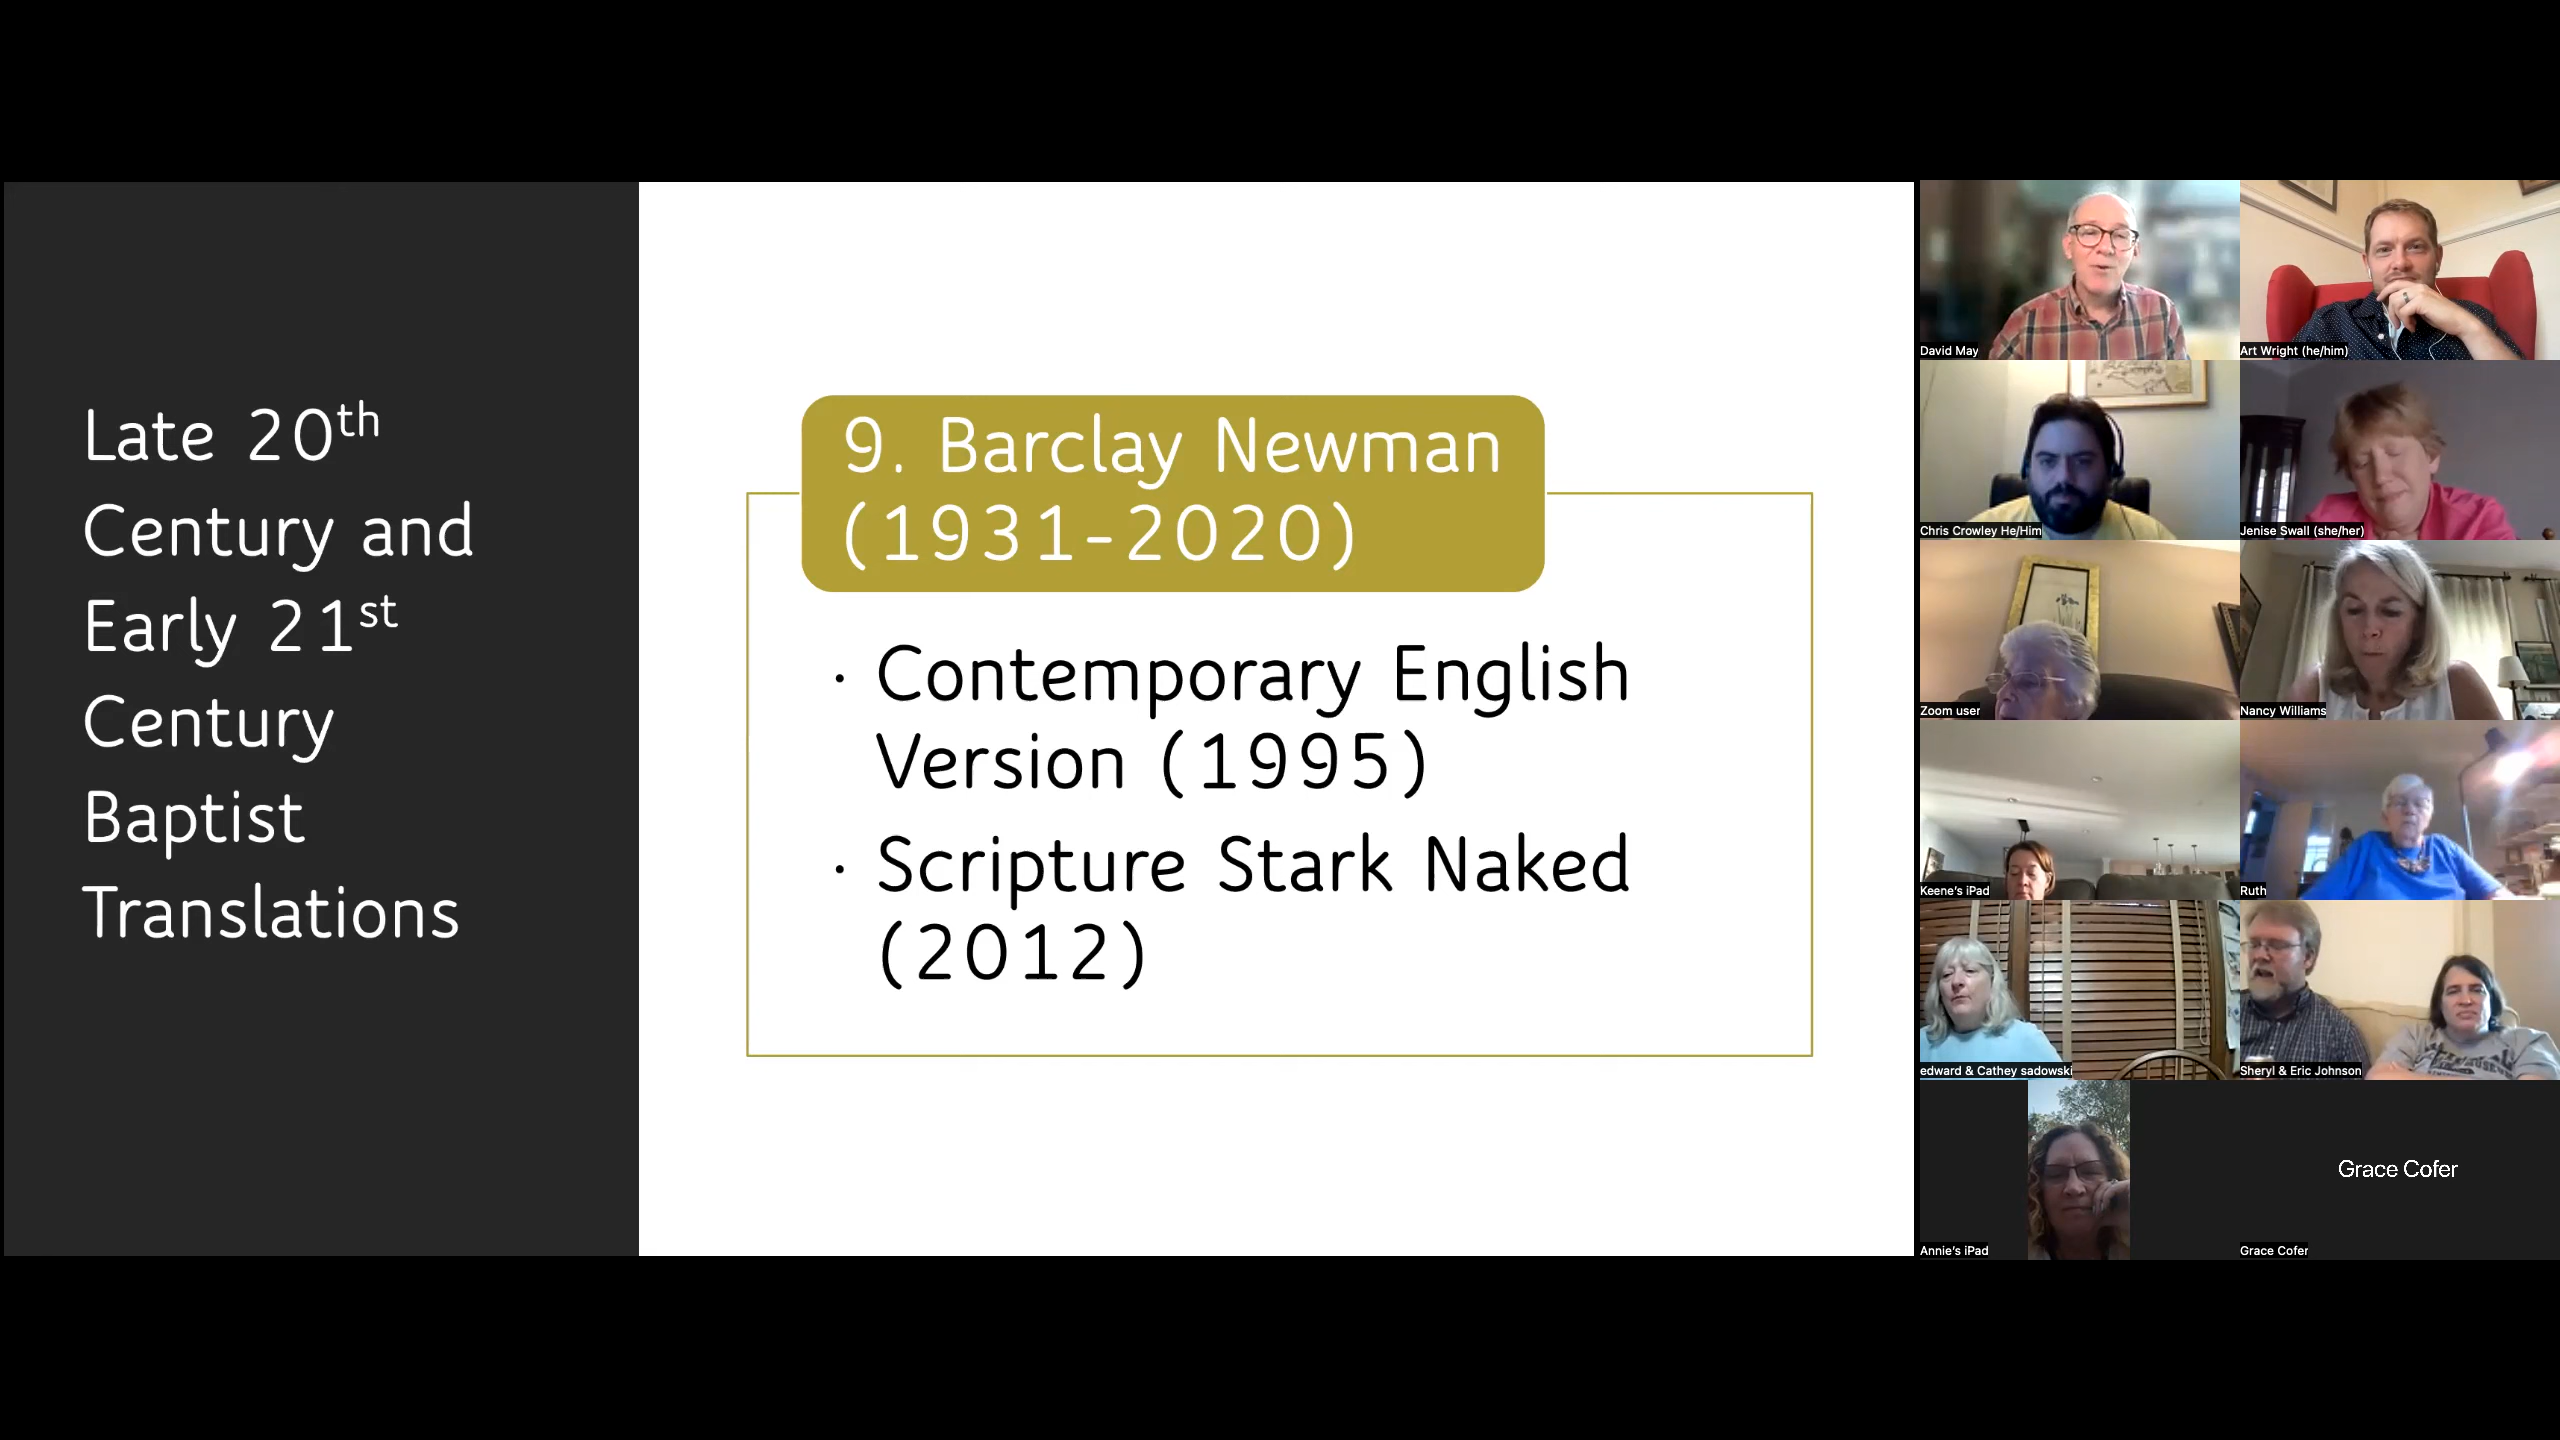 Late 20th
Century and
Early 21st
Century
Baptist
Translations
9. Barclay Newman
(1931-2020)
· Contemporary English
Version (1995)
· Scripture Stark Naked
(2012)
David May
Art Wright (he/him)
Chris Crowley He/Him
Jenise Swall (she/her)
Zoom user
Nancy Williams
Keene's iPad
Ruth
edward & Cathey sadowski
Sheryl & Eric Johnson
Annie's iPad
Grace Cofer
Grace Cofer